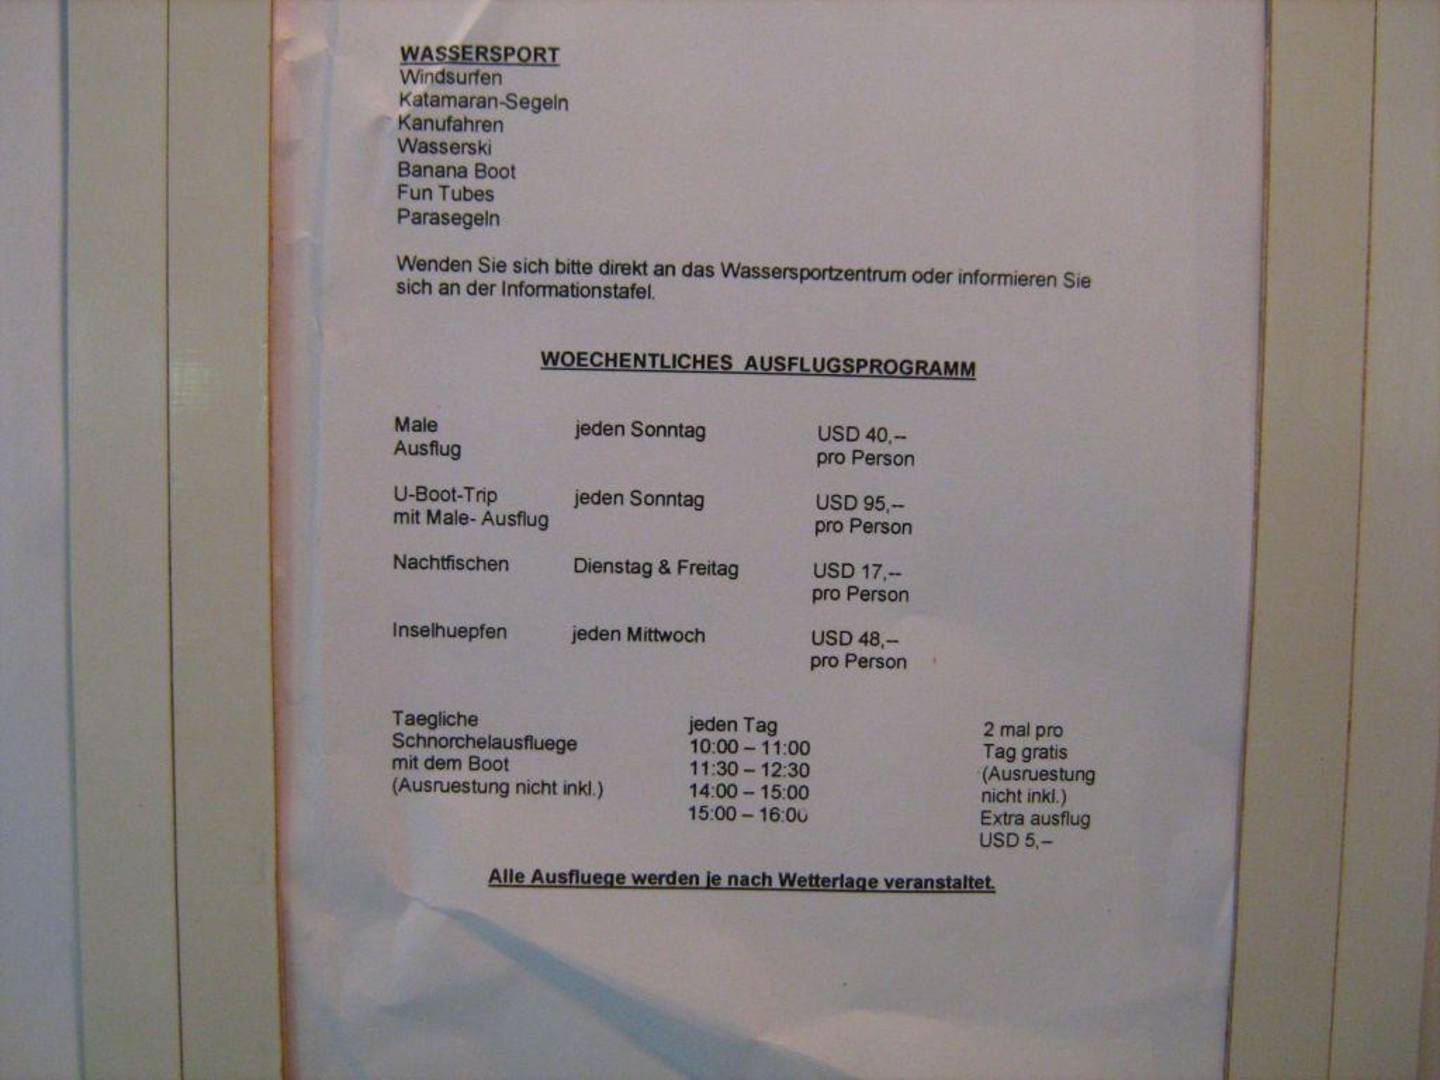 WASSERSPORT
Windsurfen
Katamaran-Segeln
Kanufahren
Wasserski
Banana Boot
Fun Tubes
Parasegeln
Wenden Sie sich bitte direkt an das Wassersportzentrum oder informieren Sie
sich an der Informationstafel.
WOECHENTLICHES AUSFLUGSPROGRAMM
Male jeden Sonntag USD 40,--
Ausflug pro Person
U-Boot-Trip jeden Sonntag USD 95,--
mit Male- Ausflug pro Person
Nachtfischen Dienstag & Freitag USD 17,--
pro Person
Inselhuepfen jeden Mittwoch USD 48,--
pro Person
Taegliche jeden Tag 2 mal pro
Schnorchelausfluege 10:00 – 11:00 Tag gratis
mit dem Boot 11:30 – 12:30 (Ausruestung
(Ausruestung nicht inkl.) 14:00 – 15:00 nicht inkl.)
15:00 – 16:00 Extra ausflug
USD 5,--
Alle Ausfluege werden je nach Wetterlage veranstaltet.